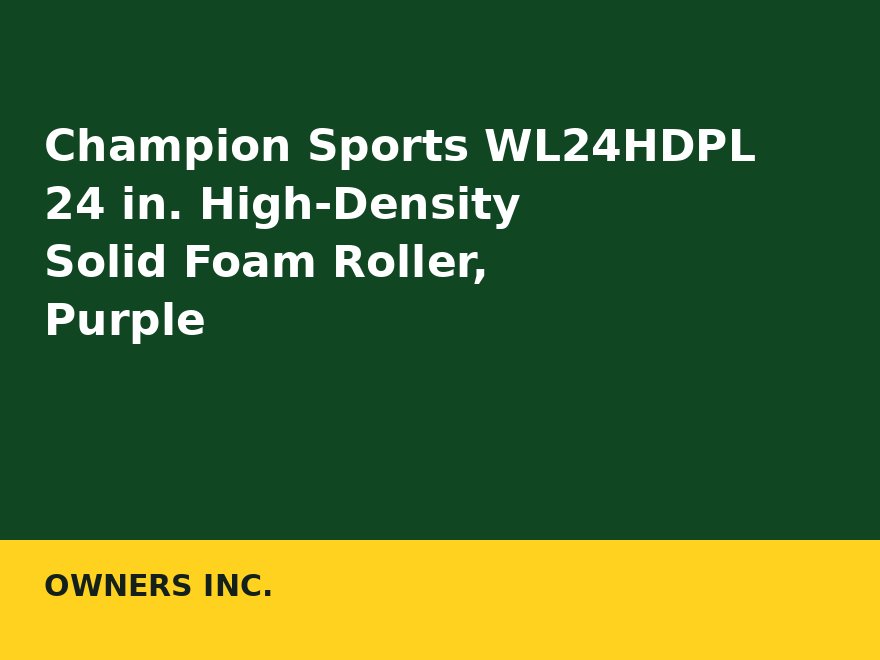 Champion Sports WL24HDPL
24 in. High-Density
Solid Foam Roller,
Purple
OWNERS INC.